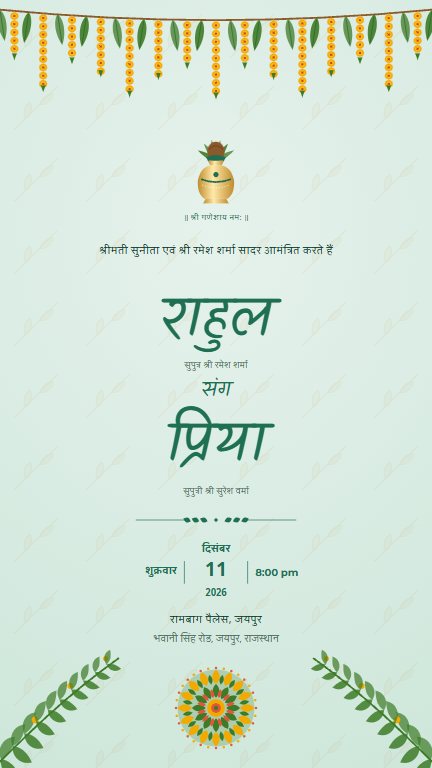 ॥ श्री गणेशाय नमः ॥
श्रीमती सुनीता एवं श्री रमेश शर्मा सादर आमंत्रित करते हैं
राहुल
सुपुत्र श्री रमेश शर्मा
संग
प्रिया
सुपुत्री श्री सुरेश वर्मा
दिसंबर
शुक्रवार 11 8:00 pm
2026
रामबाग पैलेस, जयपुर
भवानी सिंह रोड, जयपुर, राजस्थान